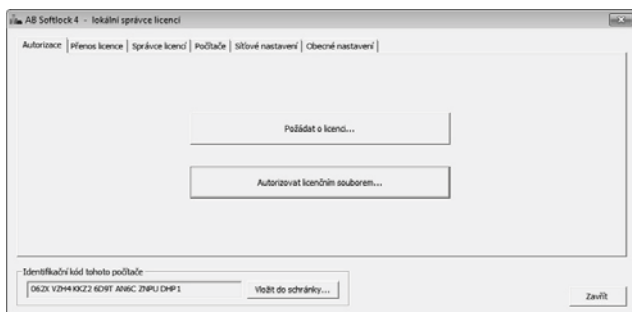 AB Softlock 4 - lokální správce licencí
Autorizace Přenos licence Správce licencí Počítače Síťové nastavení Obecné nastavení
Požádat o licenci...
Autorizovat licenčním souborem...
Identifikační kód tohoto počítače
062X VZH4 KKZ2 6D9T AN6C ZNPU DHP1 Vložit do schránky...
Zavřít